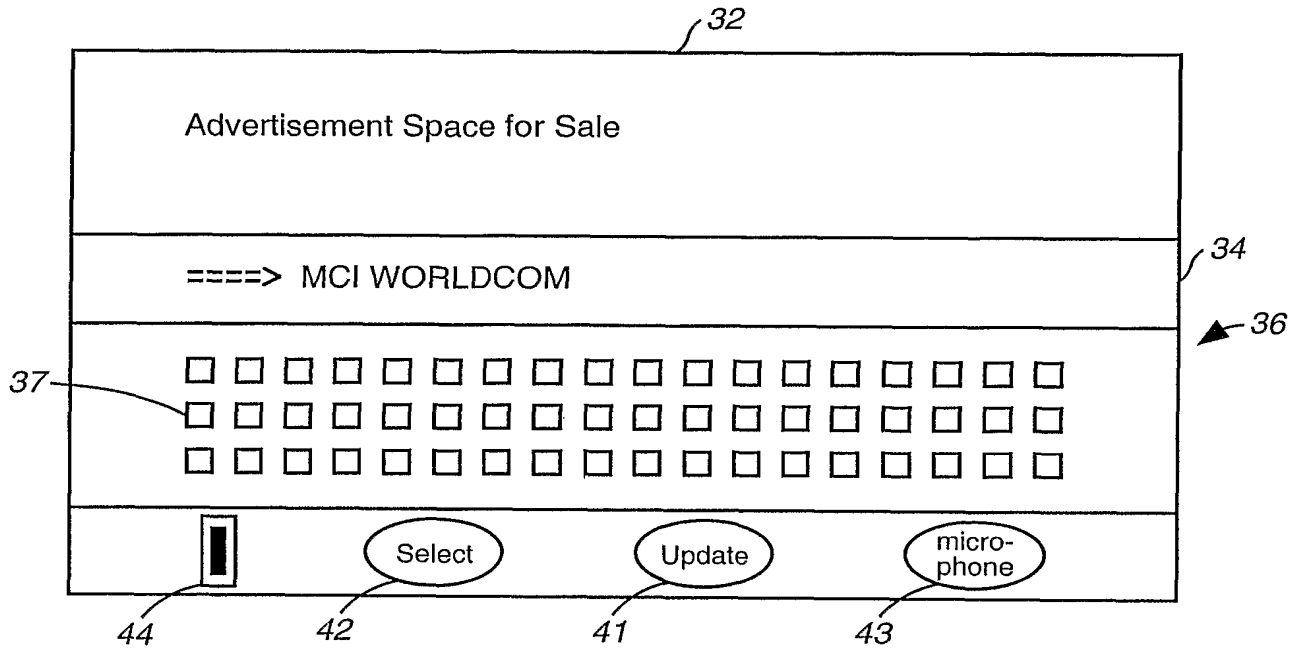 32
Advertisement Space for Sale
34
====> MCI WORLDCOM
36
37
Select
Update
micro-
phone
44
42
41
43